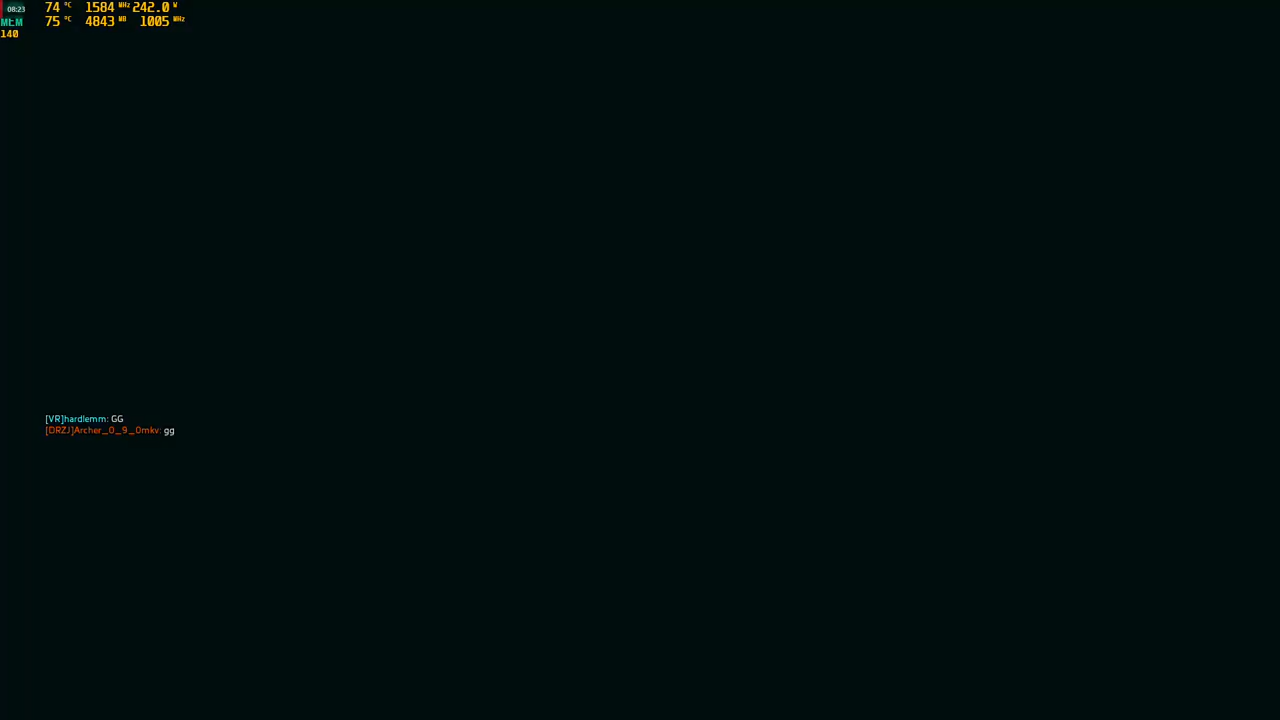 08:23
74 °C 1584 MHz 242.0 W
MEM 75 °C 4843 MB 1005 MHz
140
[VR]hardlemm: GG
[DRZJ]Archer_0_9_0mkv: gg